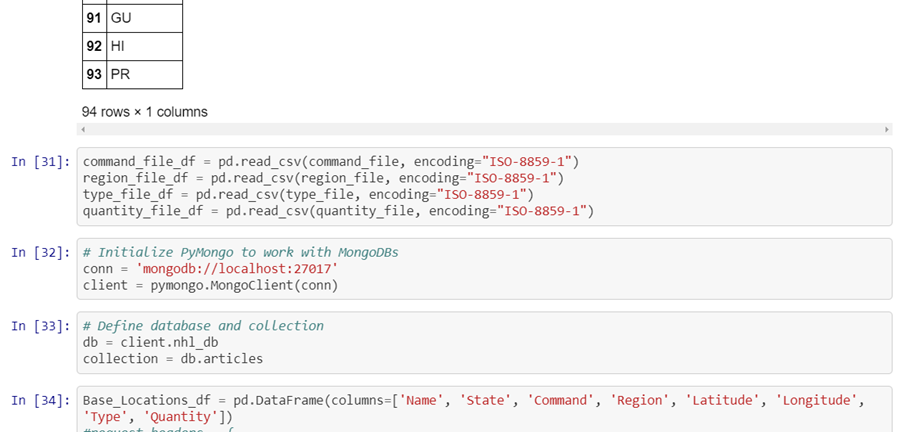 91 GU
92 HI
93 PR
94 rows × 1 columns
In [31]: command_file_df = pd.read_csv(command_file, encoding="ISO-8859-1")
region_file_df = pd.read_csv(region_file, encoding="ISO-8859-1")
type_file_df = pd.read_csv(type_file, encoding="ISO-8859-1")
quantity_file_df = pd.read_csv(quantity_file, encoding="ISO-8859-1")
In [32]: # Initialize PyMongo to work with MongoDBs
conn = 'mongodb://localhost:27017'
client = pymongo.MongoClient(conn)
In [33]: # Define database and collection
db = client.nhl_db
collection = db.articles
In [34]: Base_Locations_df = pd.DataFrame(columns=['Name', 'State', 'Command', 'Region', 'Latitude', 'Longitude',
'Type', 'Quantity'])
#request_headers = {